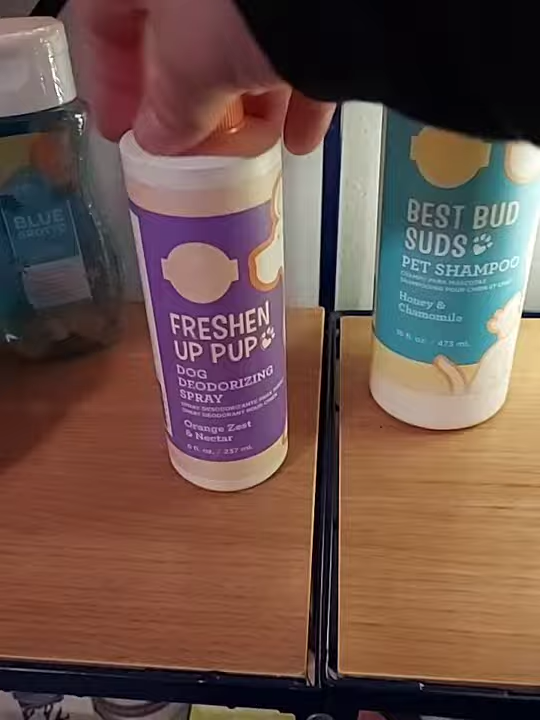 BLUE
FRESHEN
UP PUP
DOG
DEODORIZING
SPRAY
Orange Zest
& Nectar
8 fl. oz. / 237 mL
BEST BUD
SUDS
PET SHAMPOO
Honey &
Chamomile
16 fl. oz. / 473 mL